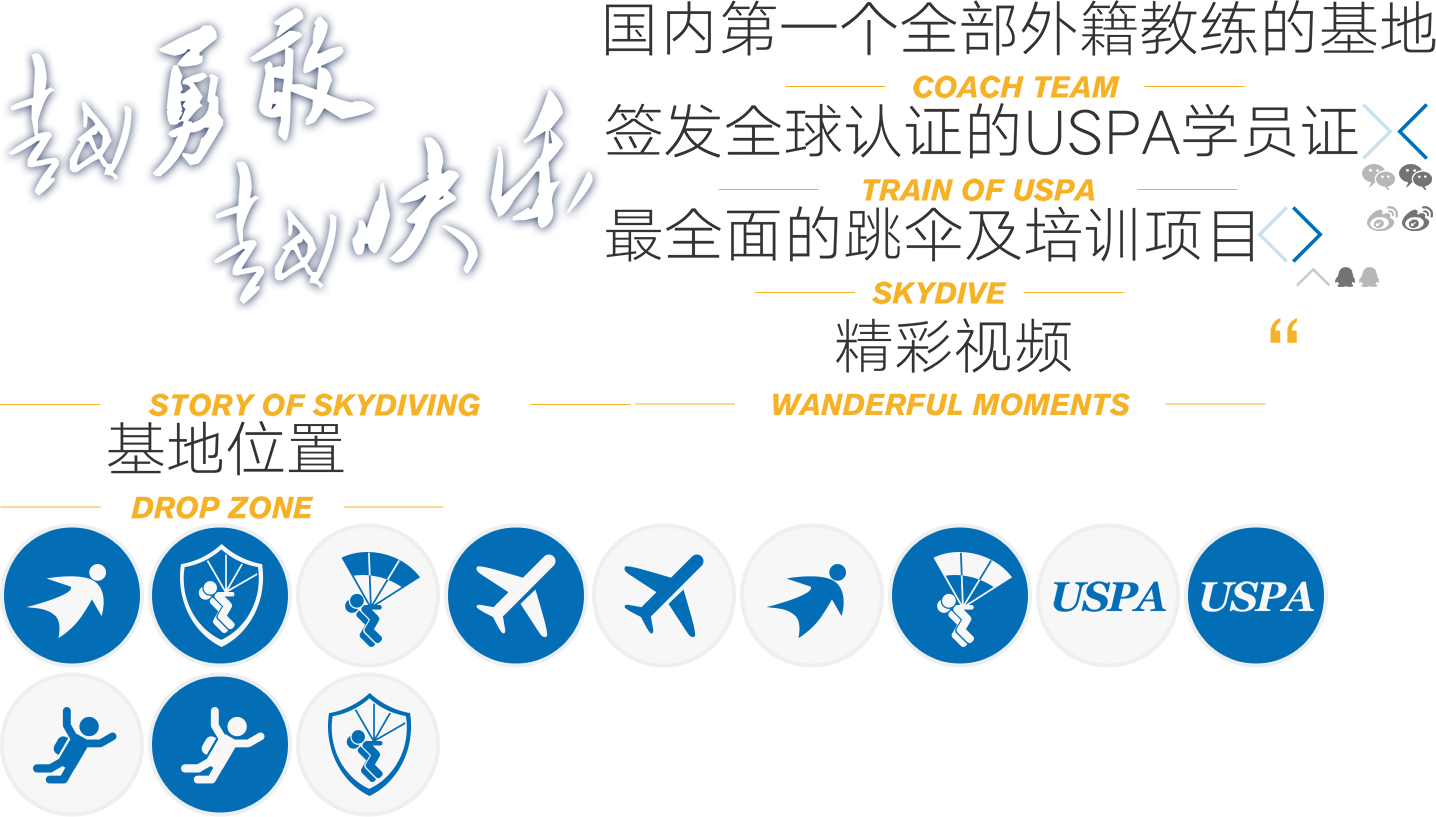 越勇敢
越快乐
国内第一个全部外籍教练的基地
COACH TEAM
签发全球认证的USPA学员证
TRAIN OF USPA
最全面的跳伞及培训项目
SKYDIVE
精彩视频
“
STORY OF SKYDIVING
WANDERFUL MOMENTS
基地位置
DROP ZONE
USPA
USPA